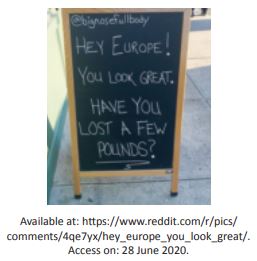 @bignosefullbody
HEY EUROPE!
YOU LOOK GREAT.
HAVE YOU
LOST A FEW
POUNDS?
Available at: https://www.reddit.com/r/pics/
comments/4qe7yx/hey_europe_you_look_great/.
Access on: 28 June 2020.